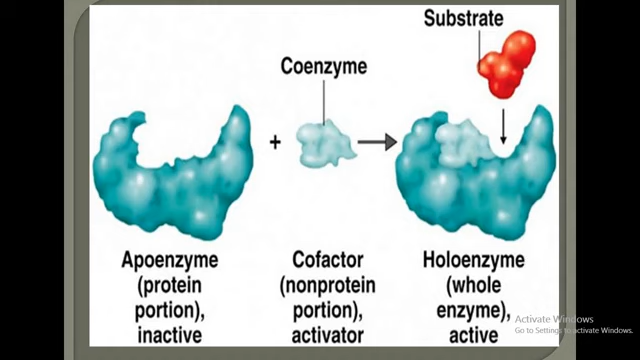 Substrate
Coenzyme
+
Apoenzyme
(protein
portion),
inactive
Cofactor
(nonprotein
portion),
activator
Holoenzyme
(whole
enzyme),
active
Activate Windows
Go to Settings to activate Windows.